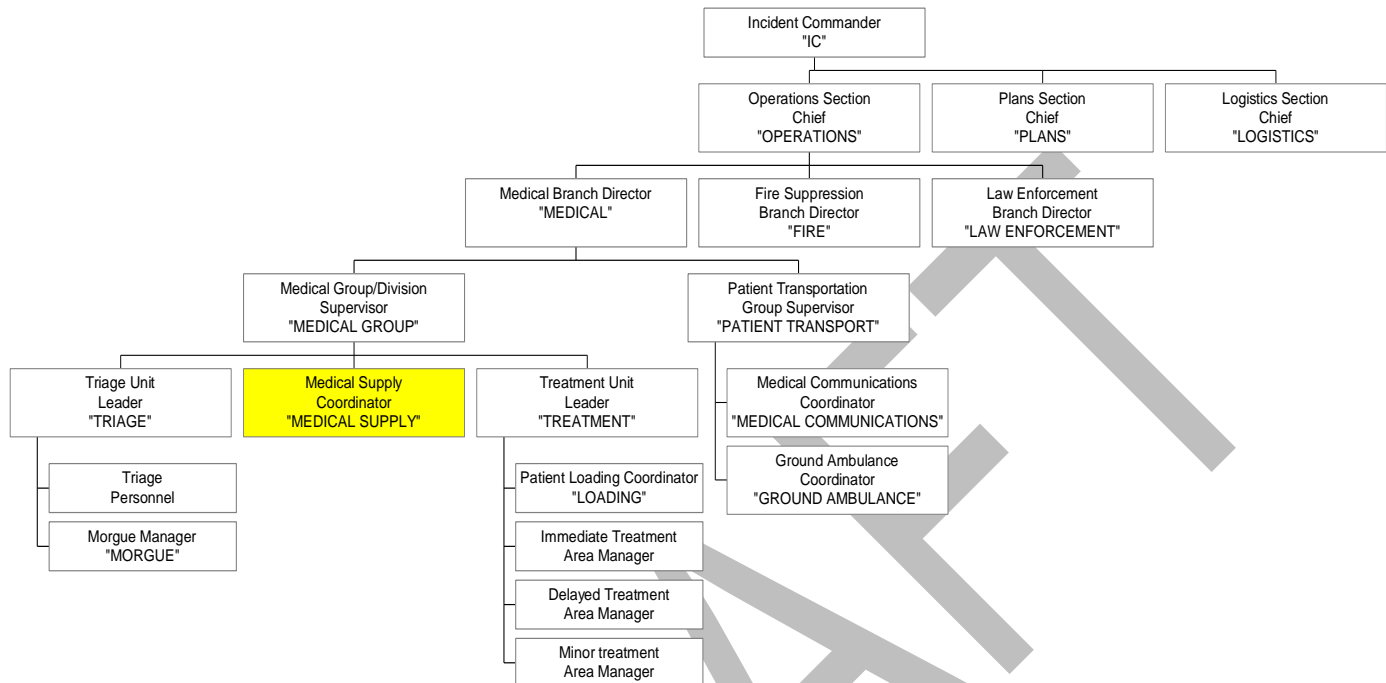 Incident Commander
"IC"
Operations Section
Chief
"OPERATIONS"
Plans Section
Chief
"PLANS"
Logistics Section
Chief
"LOGISTICS"
Medical Branch Director
"MEDICAL"
Fire Suppression
Branch Director
"FIRE"
Law Enforcement
Branch Director
"LAW ENFORCEMENT"
Medical Group/Division
Supervisor
"MEDICAL GROUP"
Patient Transportation
Group Supervisor
"PATIENT TRANSPORT"
Triage Unit
Leader
"TRIAGE"
Medical Supply
Coordinator
"MEDICAL SUPPLY"
Treatment Unit
Leader
"TREATMENT"
Medical Communications
Coordinator
"MEDICAL COMMUNICATIONS"
Ground Ambulance
Coordinator
"GROUND AMBULANCE"
Triage
Personnel
Morgue Manager
"MORGUE"
Patient Loading Coordinator
"LOADING"
Immediate Treatment
Area Manager
Delayed Treatment
Area Manager
Minor treatment
Area Manager